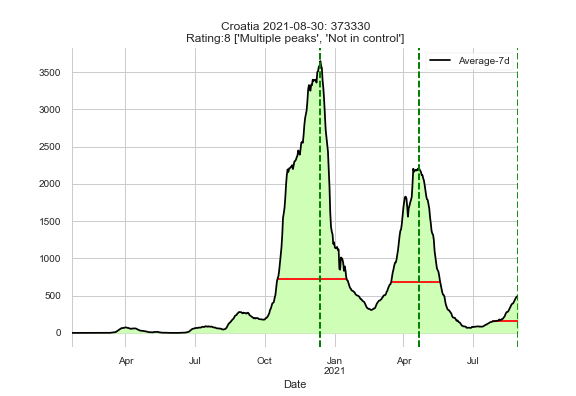 Croatia 2021-08-30: 373330
Rating:8 ['Multiple peaks', 'Not in control']
Average-7d
3500
3000
2500
2000
1500
1000
500
0
Apr
Jul
Oct
Jan
2021
Apr
Jul
Date